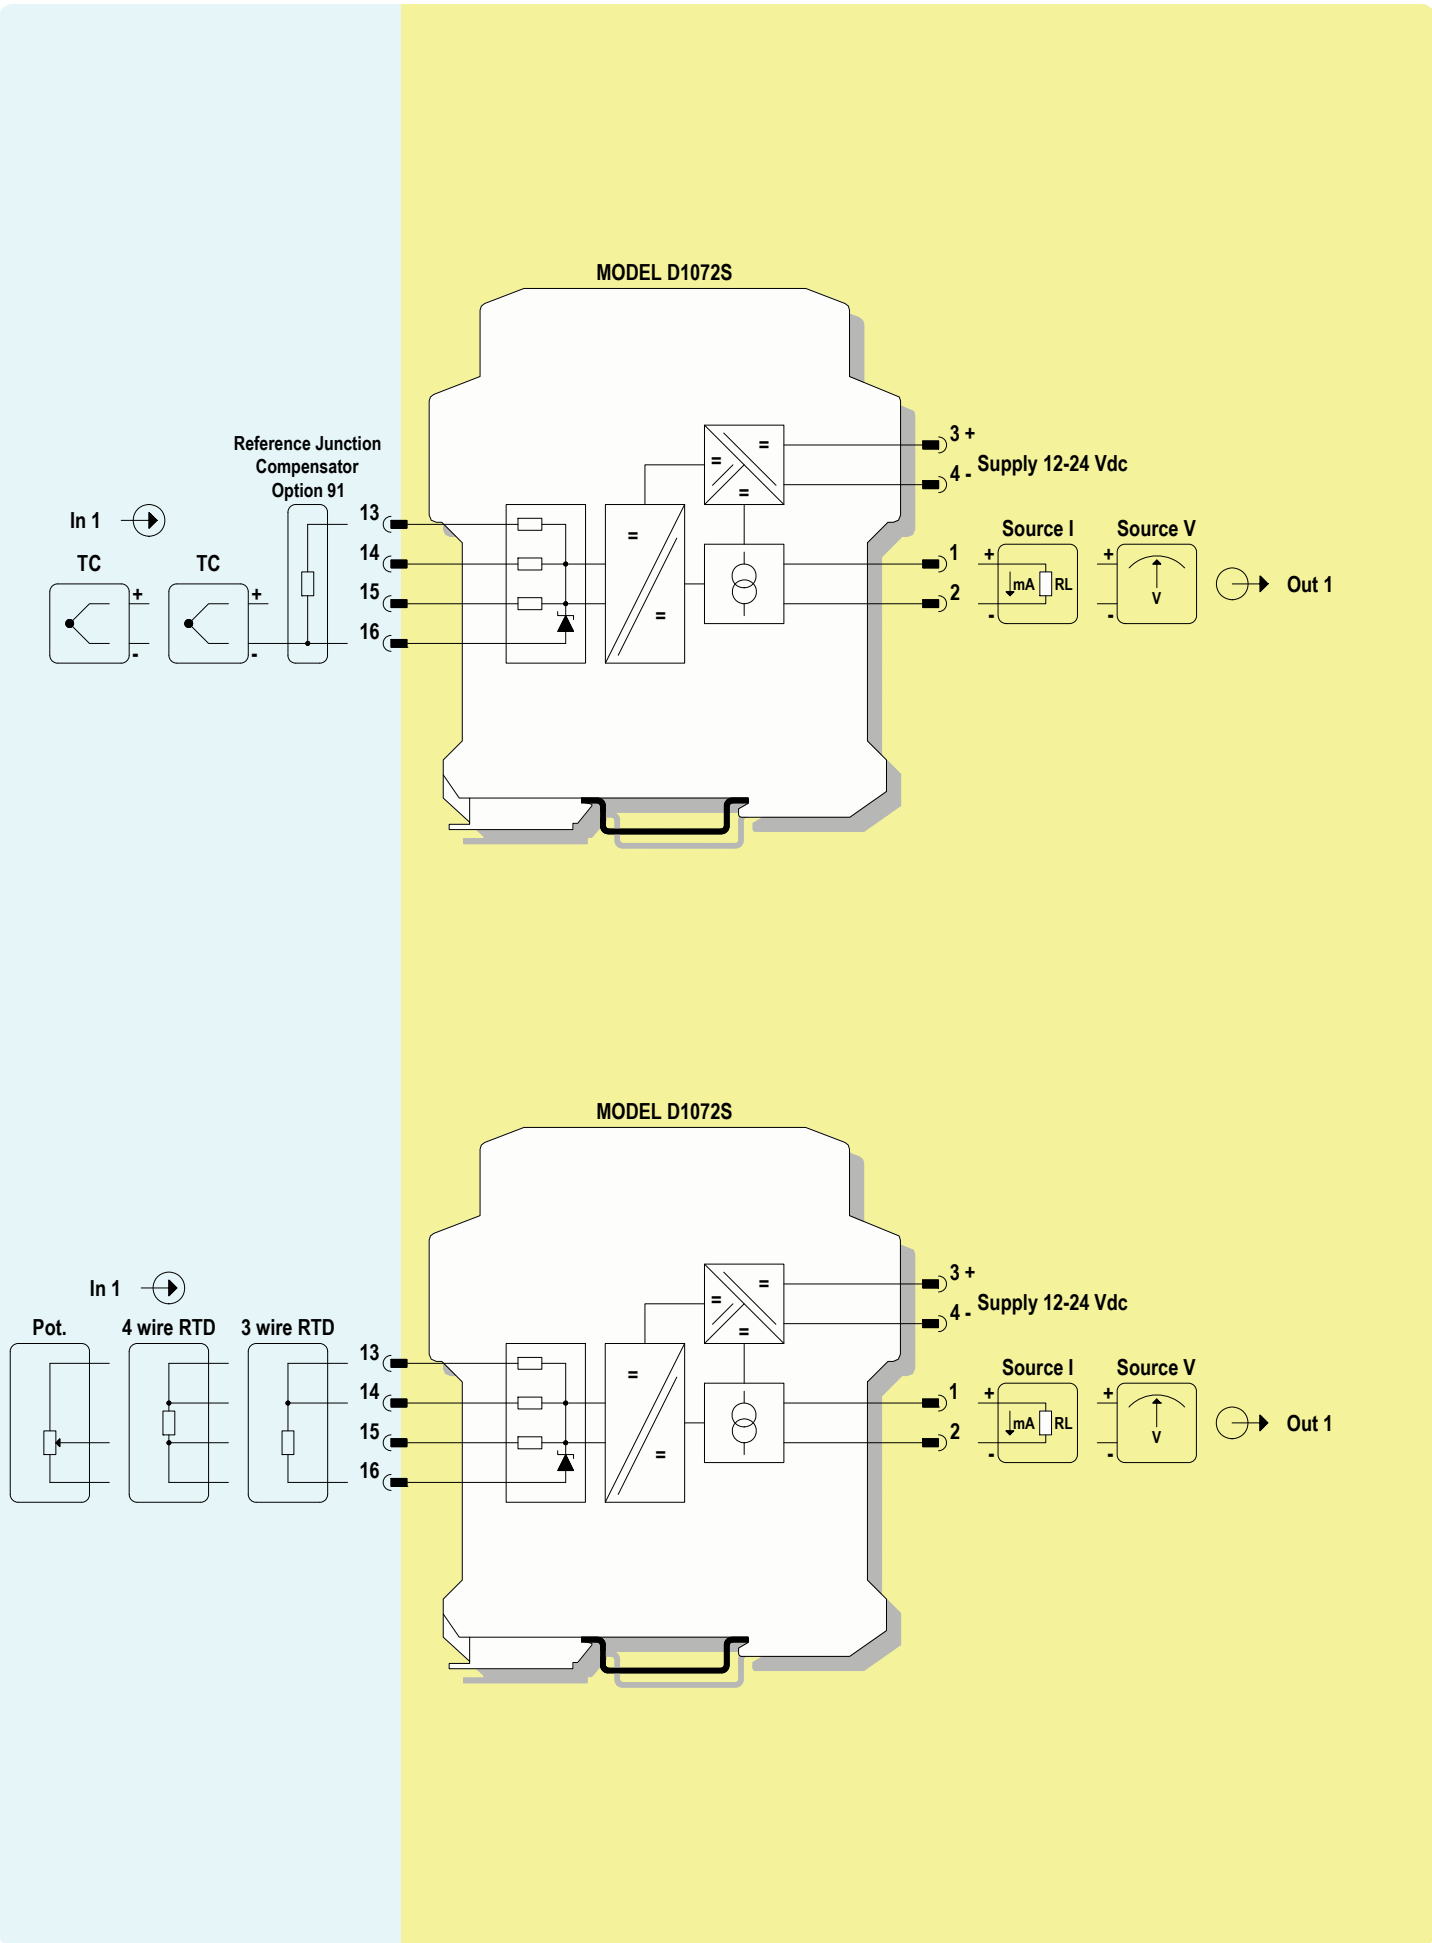 MODEL D1072S
Reference Junction
Compensator
Option 91
In 1
TC
TC
+
-
+
-
13
14
15
16
=
=
=
=
=
3 +
4 -
Supply 12-24 Vdc
1
2
Source I
+
-
mA
RL
Source V
+
-
V
Out 1
MODEL D1072S
In 1
Pot.
4 wire RTD
3 wire RTD
13
14
15
16
=
=
=
=
=
3 +
4 -
Supply 12-24 Vdc
1
2
Source I
+
-
mA
RL
Source V
+
-
V
Out 1